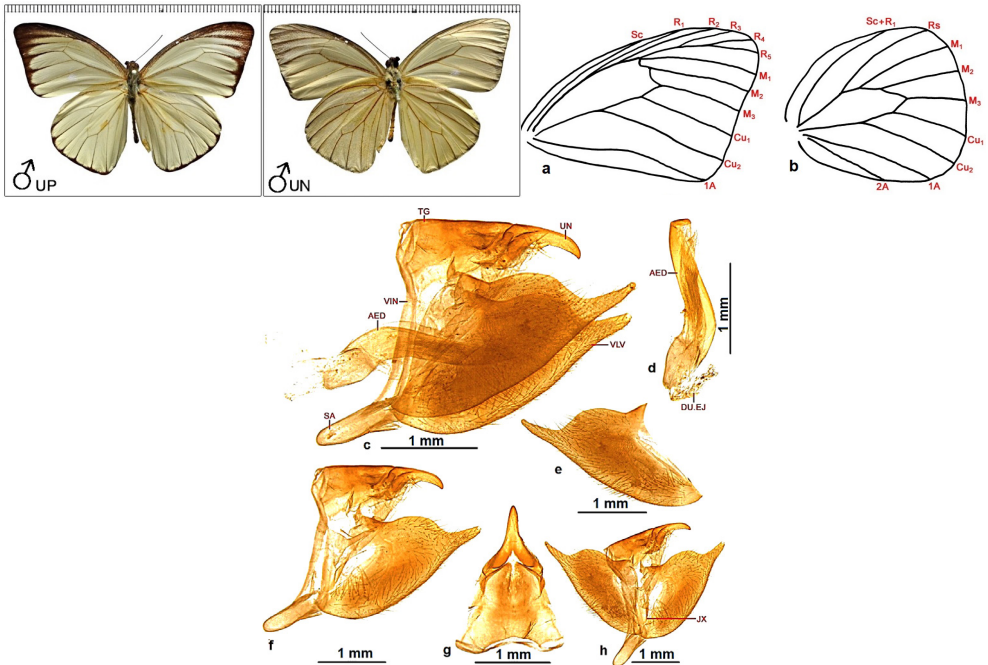 ♂UP
♂UN
Sc R₁ R₂ R₃ R₄ R₅ M₁ M₂ M₃ Cu₁ Cu₂ 1A
a
Sc+R₁ Rs M₁ M₂ M₃ Cu₁ Cu₂ 1A 2A
b
TG
UN
VIN
AED
VLV
SA
1 mm
c
AED
1 mm
d
DU.EJ
e
1 mm
f
1 mm
g
1 mm
JX
h
1 mm